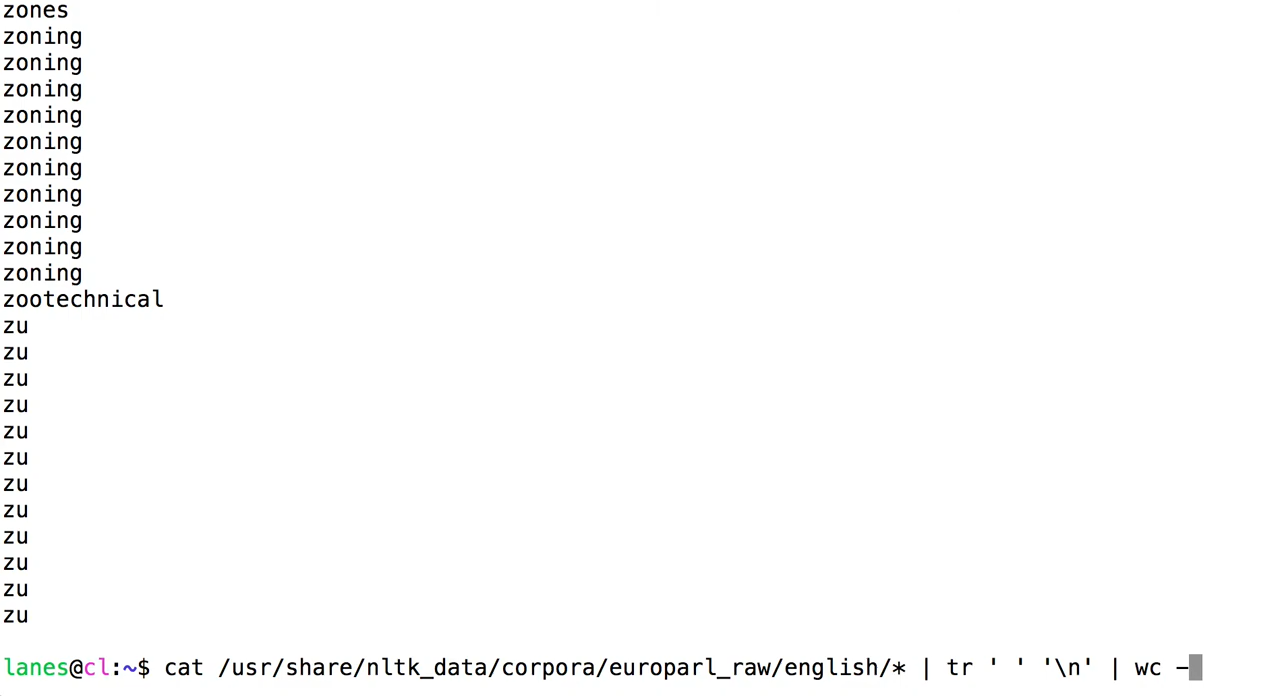 zones
zoning
zoning
zoning
zoning
zoning
zoning
zoning
zoning
zoning
zoning
zootechnical
zu
zu
zu
zu
zu
zu
zu
zu
zu
zu
zu
zu
lanes@cl:~$ cat /usr/share/nltk_data/corpora/europarl_raw/english/* | tr ' ' '\n' | wc -